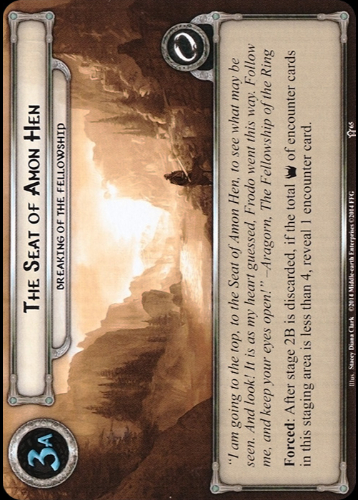 3A
THE SEAT OF AMON HEN
BREAKING OF THE FELLOWSHIP
“I am going to the top, to the Seat of Amon Hen, to see what may be
seen. And look! It is as my heart guessed, Frodo went this way. Follow
me, and keep your eyes open!” –Aragorn, The Fellowship of the Ring
Forced: After stage 2B is discarded, if the total of encounter cards
in this staging area is less than 4, reveal 1 encounter card.
Illus. Stacey Diana Clark ©2014 Middle-earth Enterprises ©2014 FFG
65